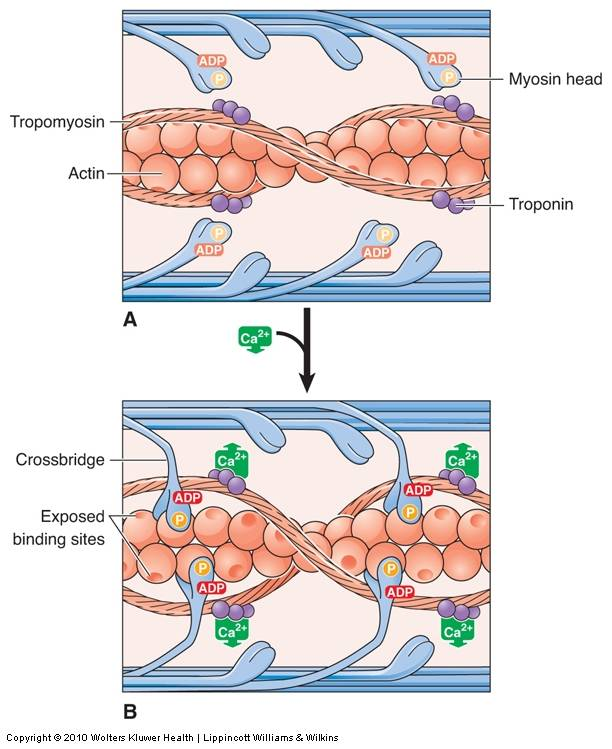 ADP
P
ADP
P
Myosin head
Tropomyosin
Actin
Troponin
P
ADP
P
ADP
A
Ca2+
Crossbridge
Ca2+
Ca2+
ADP
P
ADP
P
Exposed
binding sites
P
ADP
P
ADP
Ca2+
Ca2+
B
Copyright © 2010 Wolters Kluwer Health | Lippincott Williams & Wilkins